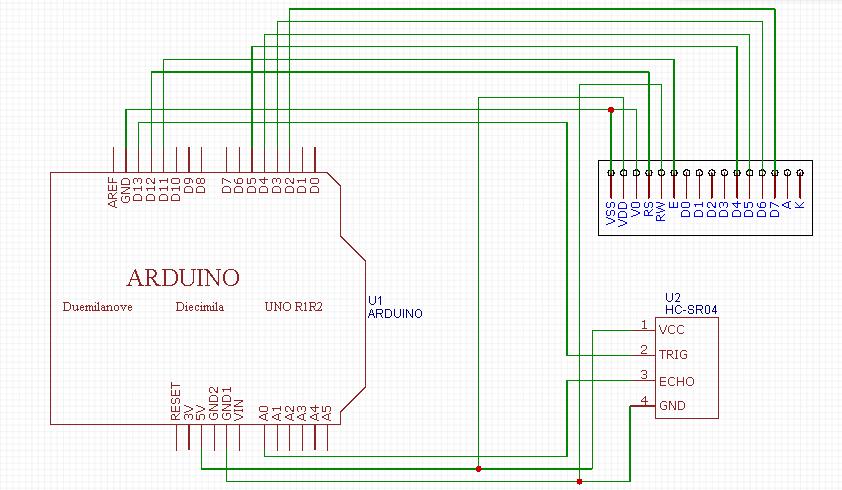 AREF
GND
D13
D12
D11
D10
D9
D8
D7
D6
D5
D4
D3
D2
D1
D0
VSS
VDD
V0
RS
RW
E
D0
D1
D2
D3
D4
D5
D6
D7
A
K
ARDUINO
Duemilanove Diecimila UNO R1R2
U1
ARDUINO
U2
HC-SR04
1 VCC
2 TRIG
3 ECHO
4 GND
RESET
3V
5V
GND2
GND1
VIN
A0
A1
A2
A3
A4
A5